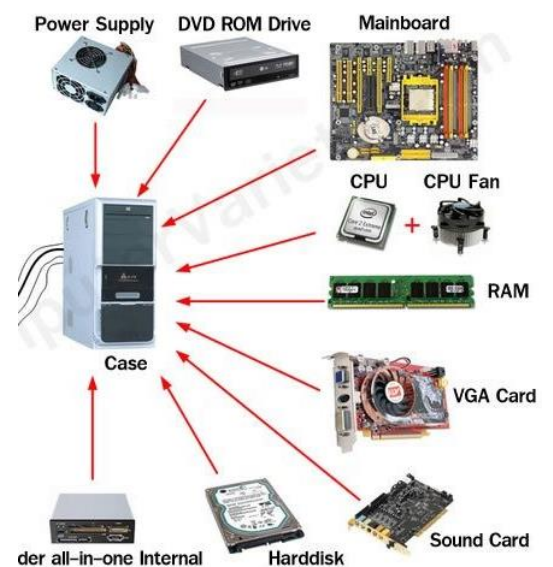 Power Supply
DVD ROM Drive
Mainboard
CPU
CPU Fan
+
RAM
Case
VGA Card
Sound Card
Harddisk
der all-in-one Internal